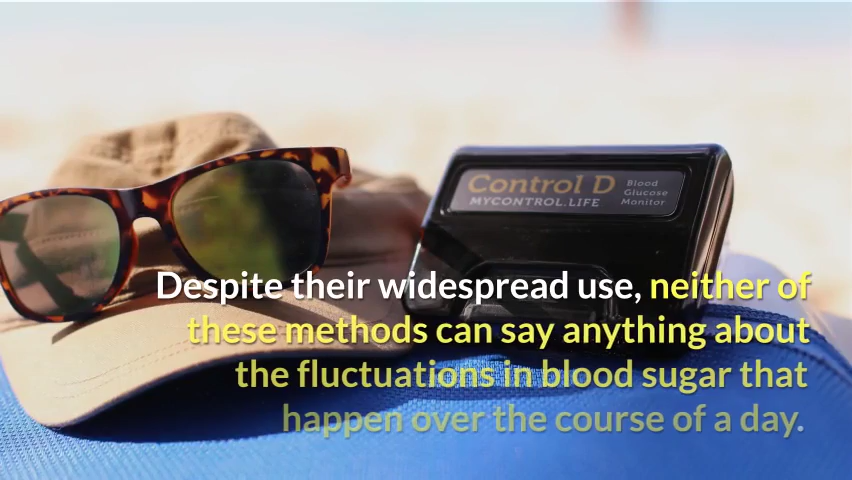 Control D
MYCONTROL.LIFE
Blood
Glucose
Monitor
Despite their widespread use, neither of
these methods can say anything about
the fluctuations in blood sugar that
happen over the course of a day.